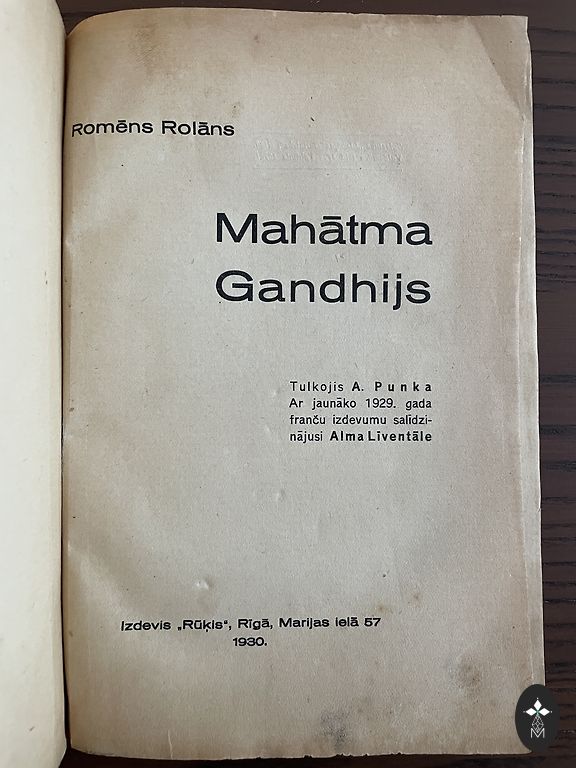 Romēns Rolāns
Mahātma
Gandhijs
Tulkojis A. Punka
Ar jaunāko 1929. gada
franču izdevumu salīdzi-
nājusi Alma Līventāle
Izdevis „Rūķis“, Rīgā, Marijas ielā 57
1930.
M